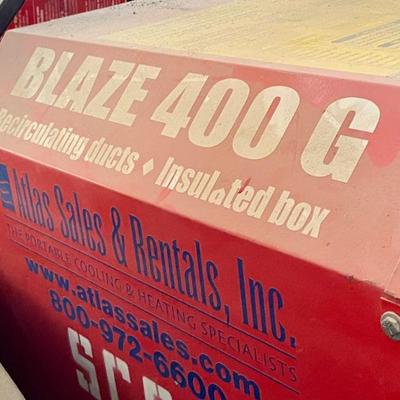 BLAZE 400 G
Recirculating ducts ♦ Insulated box
Atlas Sales & Rentals, Inc.
THE PORTABLE COOLING & HEATING SPECIALISTS
www.atlassales.com
800-972-6600